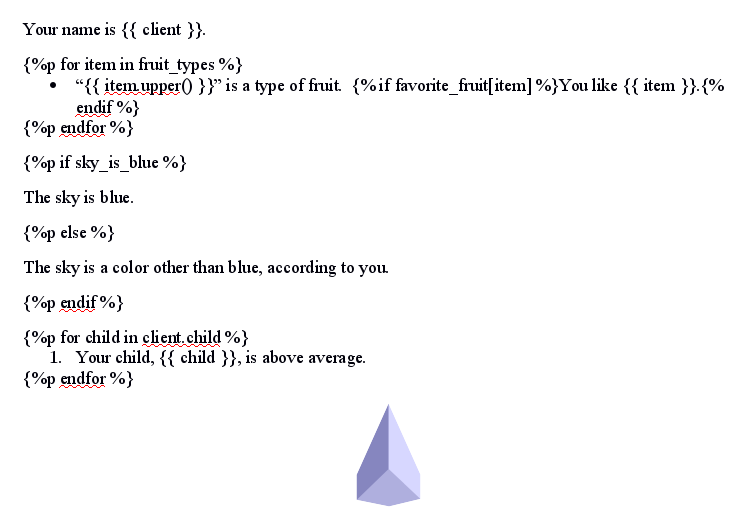 Your name is {{ client }}.
{%p for item in fruit_types %}
• “{{ item.upper() }}” is a type of fruit.  {% if favorite_fruit[item] %}You like {{ item }}.{%
endif %}
{%p endfor %}
{%p if sky_is_blue %}
The sky is blue.
{%p else %}
The sky is a color other than blue, according to you.
{%p endif %}
{%p for child in client.child %}
1. Your child, {{ child }}, is above average.
{%p endfor %}